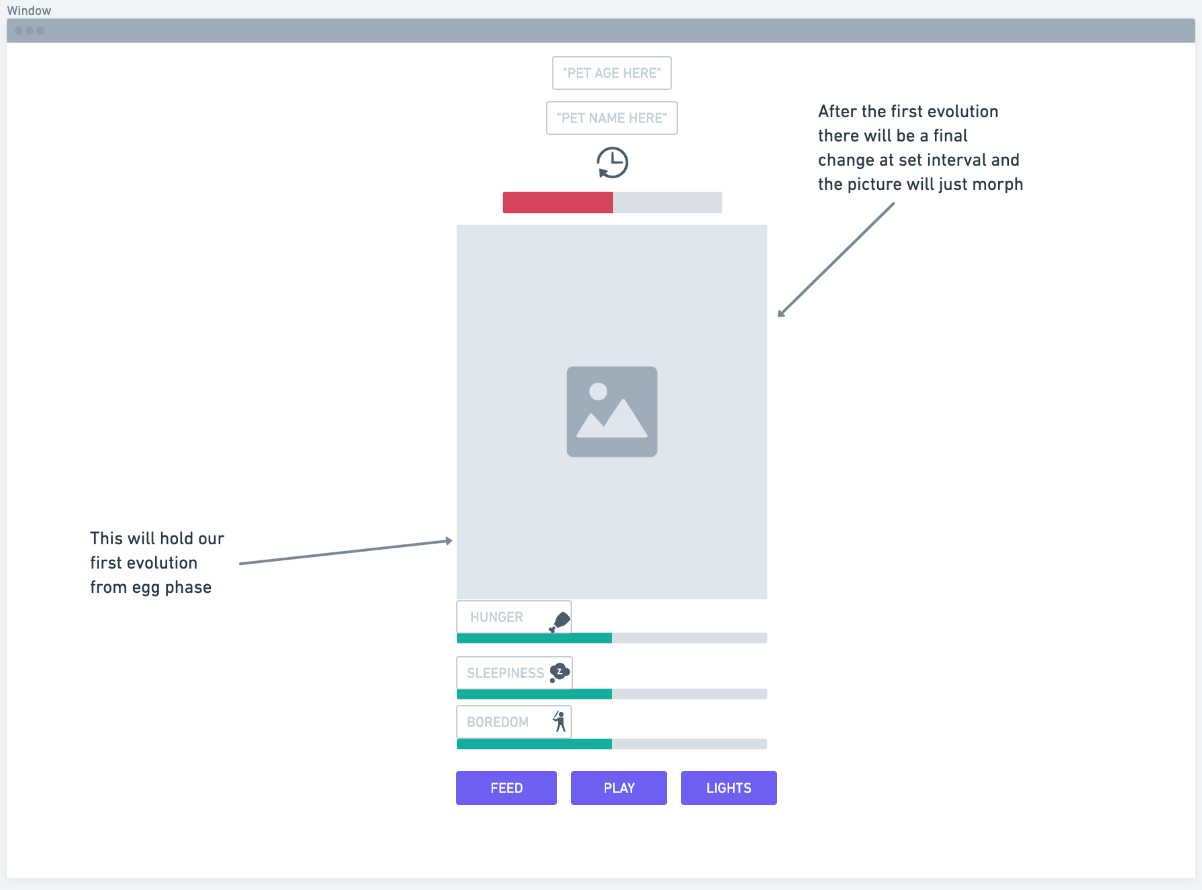 Window
"PET AGE HERE"
"PET NAME HERE"
After the first evolution
there will be a final
change at set interval and
the picture will just morph
This will hold our
first evolution
from egg phase
HUNGER
SLEEPINESS
z
BOREDOM
FEED
PLAY
LIGHTS